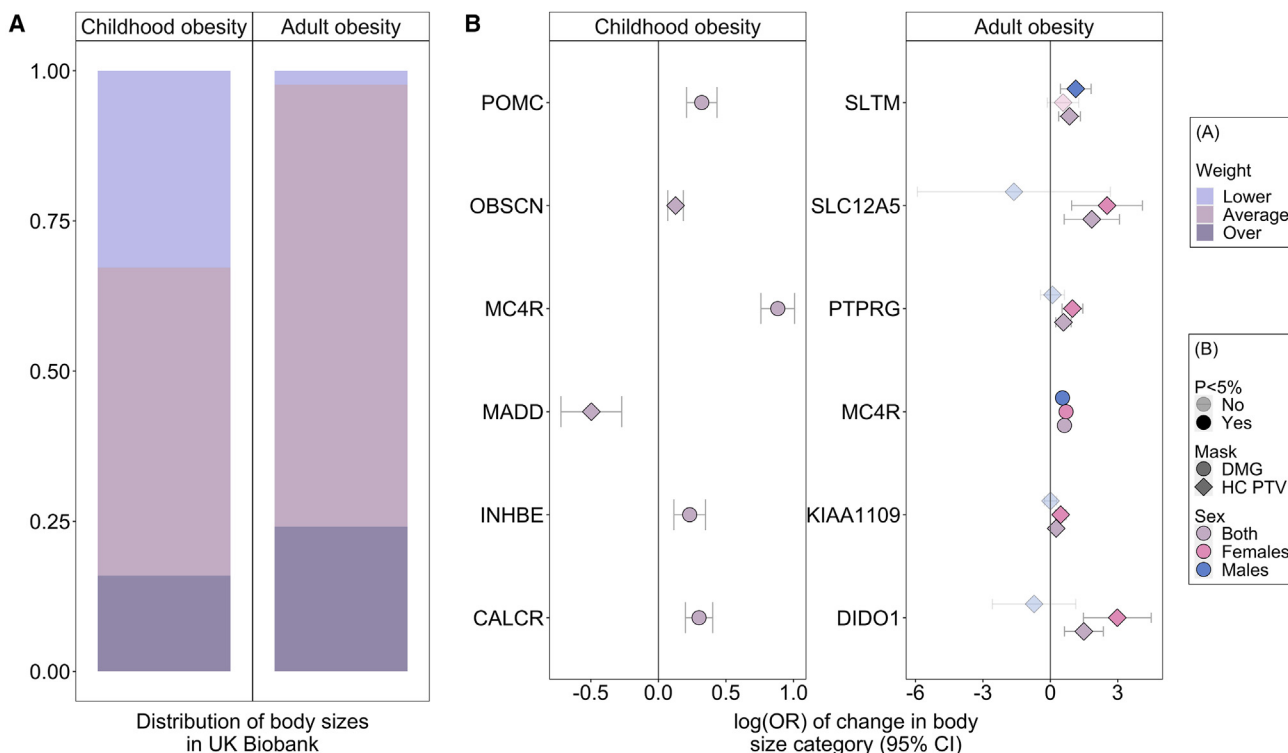 A
Childhood obesity
Adult obesity
1.00
0.75
0.50
0.25
0.00
Distribution of body sizes
in UK Biobank
B
Childhood obesity
POMC
OBSCN
MC4R
MADD
INHBE
CALCR
-0.5
0.0
0.5
1.0
Adult obesity
SLTM
SLC12A5
PTPRG
MC4R
KIAA1109
DIDO1
-6
-3
0
3
log(OR) of change in body
size category (95% CI)
(A)
Weight
Lower
Average
Over
(B)
P<5%
No
Yes
Mask
DMG
HC PTV
Sex
Both
Females
Males